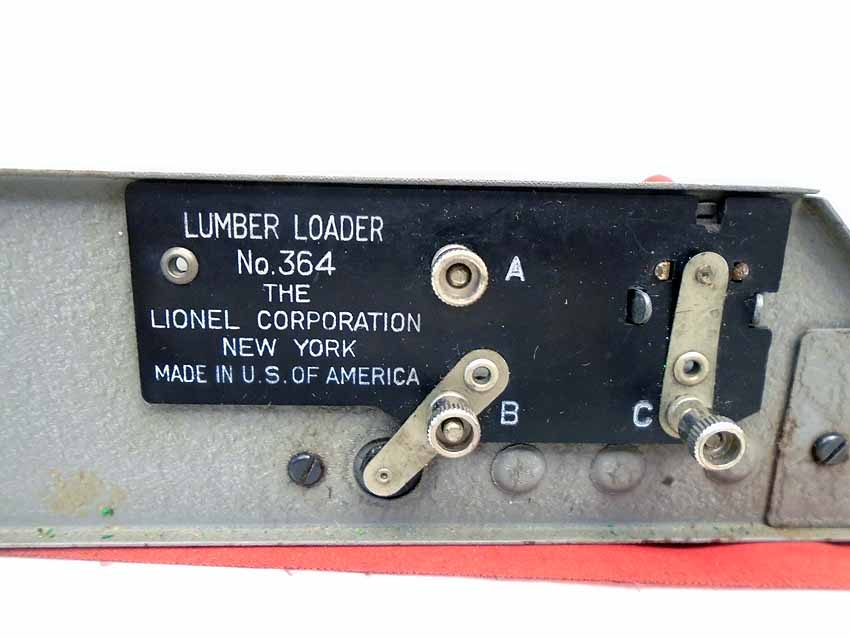 LUMBER LOADER
No.364
THE
LIONEL CORPORATION
NEW YORK
MADE IN U.S. OF AMERICA
A
B
C